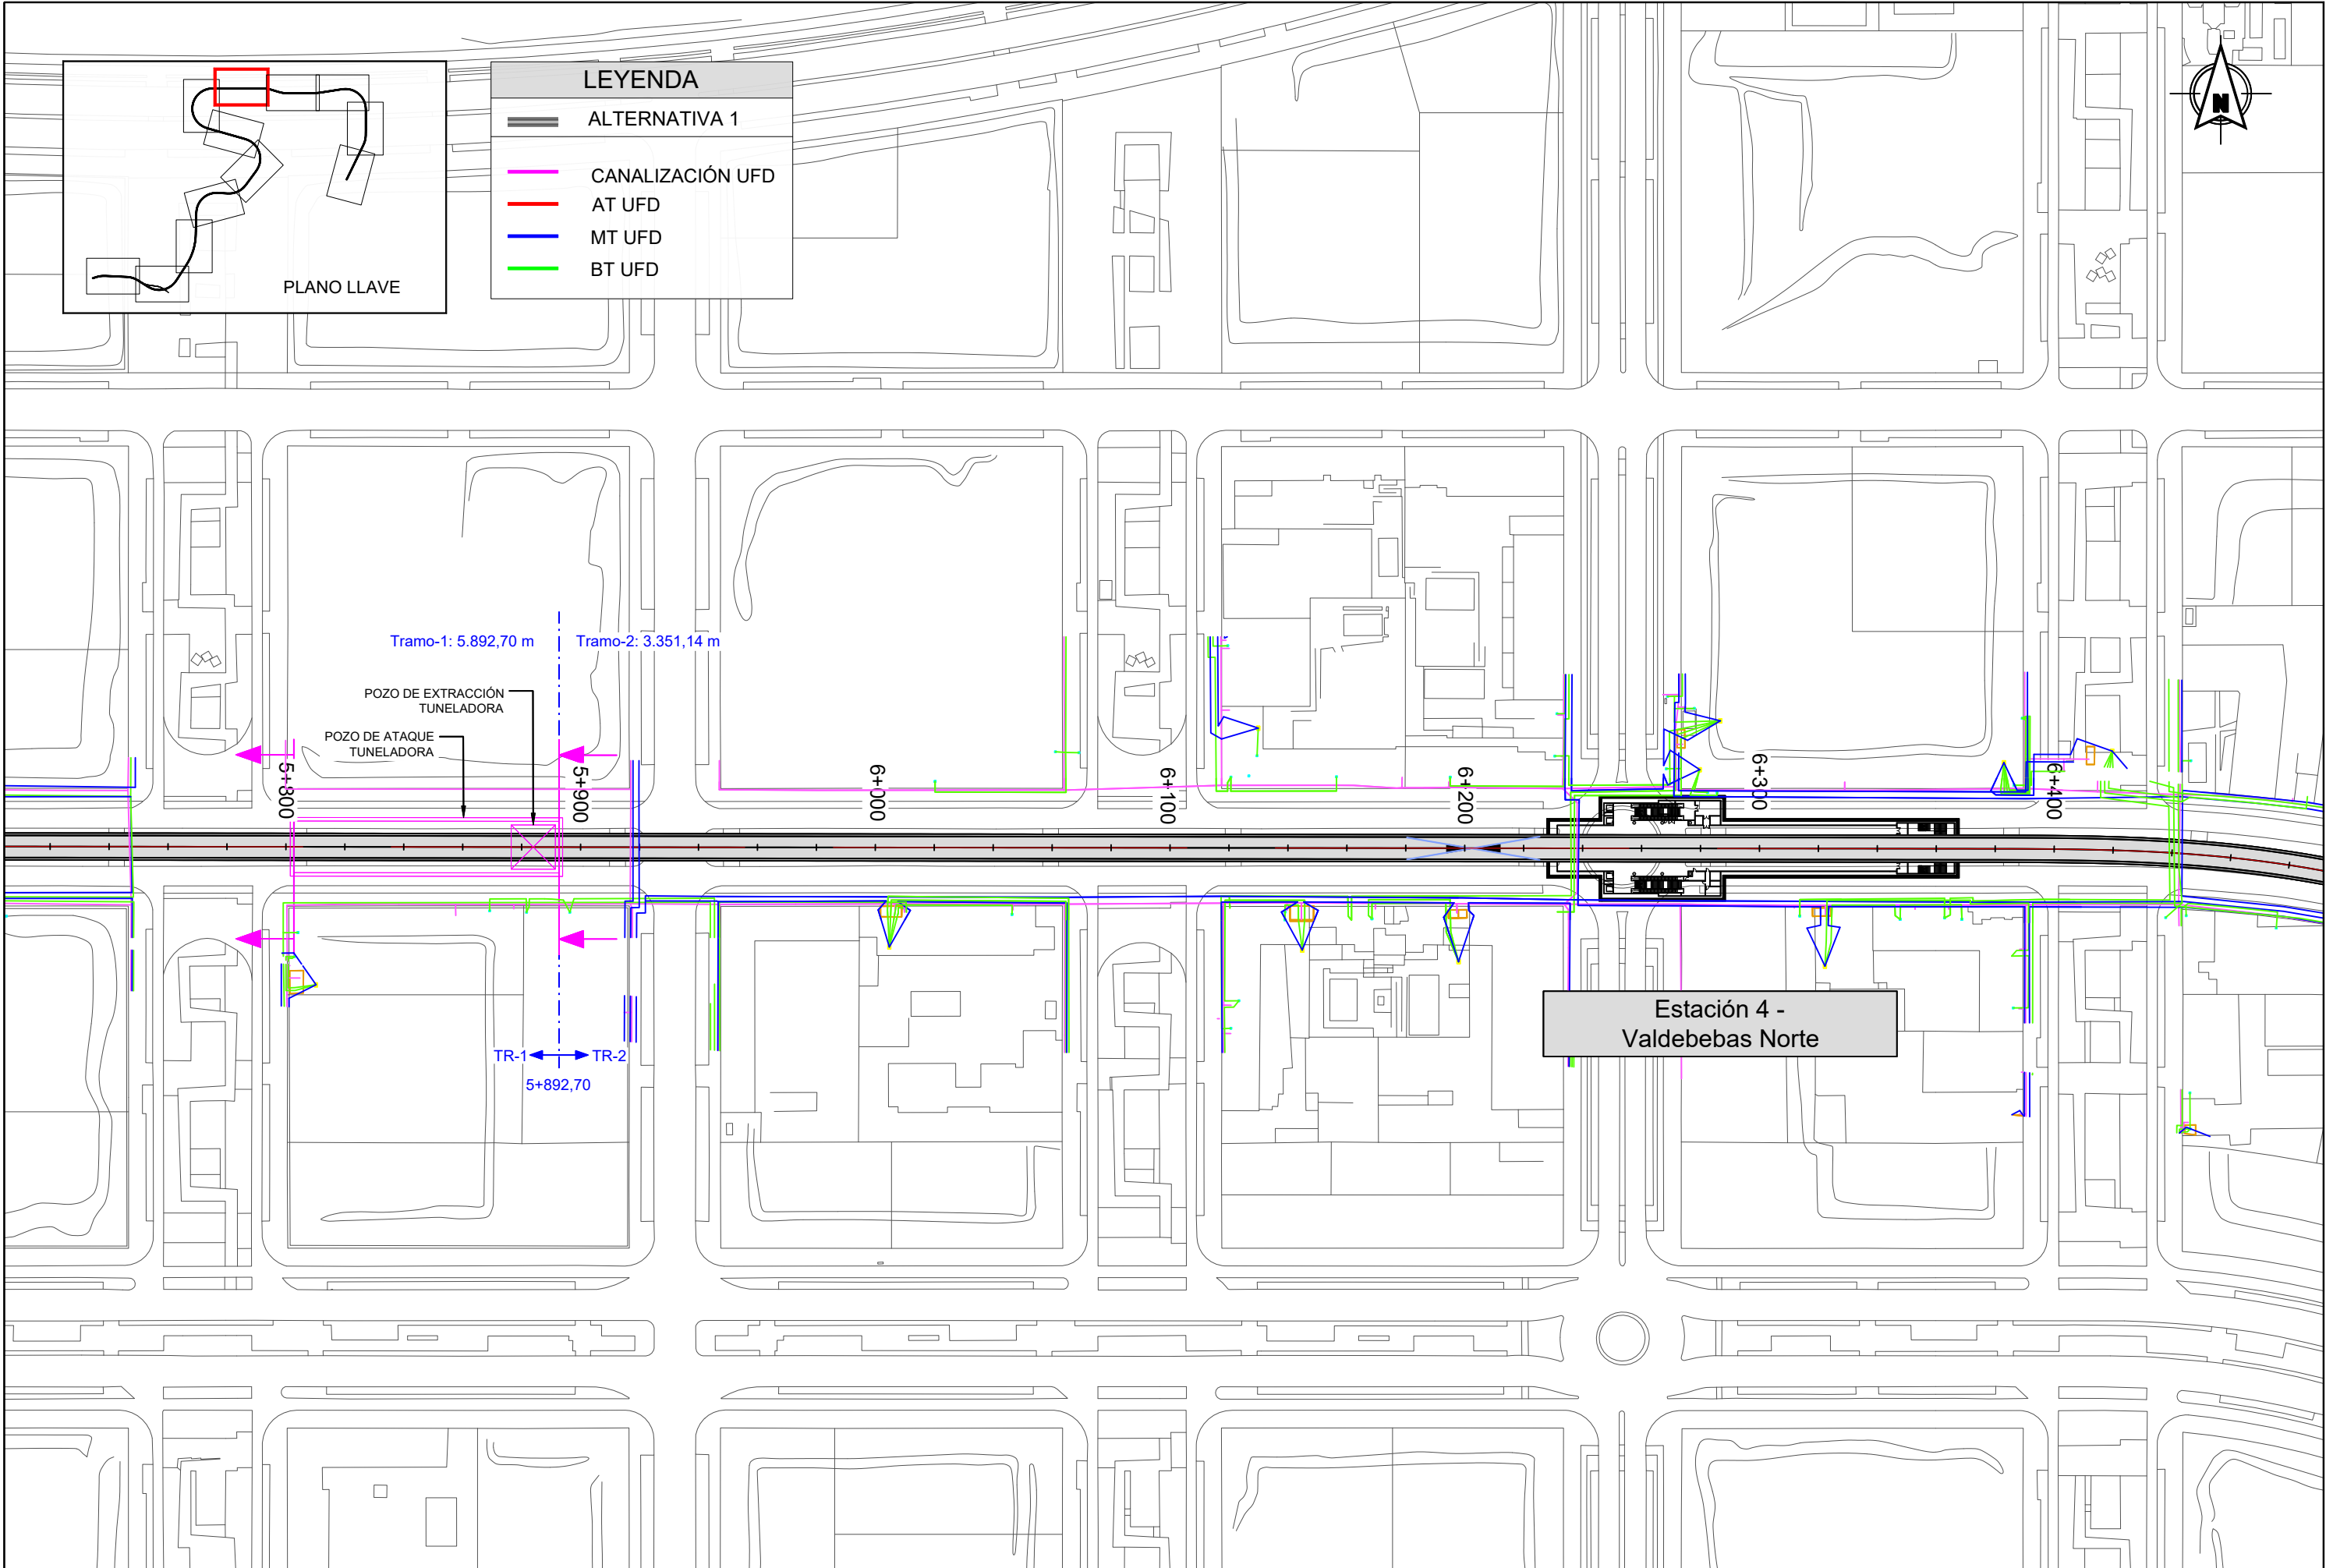 PLANO LLAVE
LEYENDA
ALTERNATIVA 1
CANALIZACIÓN UFD
AT UFD
MT UFD
BT UFD
N
Tramo-1: 5.892,70 m
Tramo-2: 3.351,14 m
POZO DE EXTRACCIÓN
TUNELADORA
POZO DE ATAQUE
TUNELADORA
5+800
5+900
6+000
6+100
6+200
6+300
6+400
Estación 4 -
Valdebebas Norte
TR-1
TR-2
5+892,70